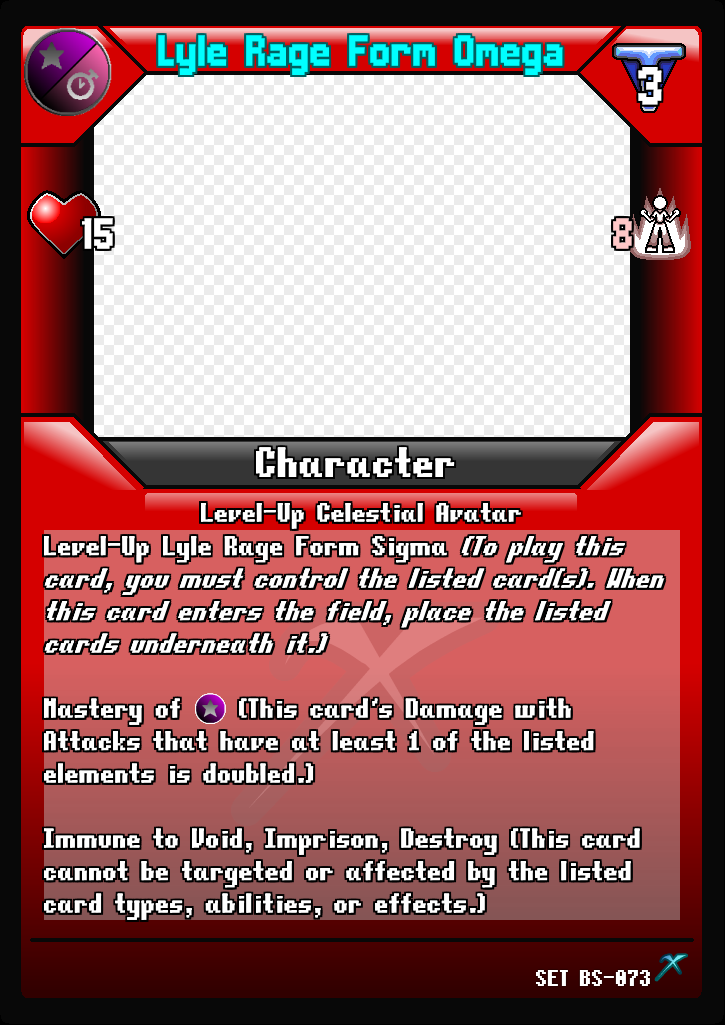 Lyle Rage Form Omega
3
15
8
Character
Level-Up Celestial Avatar
Level-Up Lyle Rage Form Sigma (To play this
card, you must control the listed card(s). When
this card enters the field, place the listed
cards underneath it.)
Mastery of (This card's Damage with
Attacks that have at least 1 of the listed
elements is doubled.)
Immune to Void, Imprison, Destroy (This card
cannot be targeted or affected by the listed
card types, abilities, or effects.)
SET BS-073